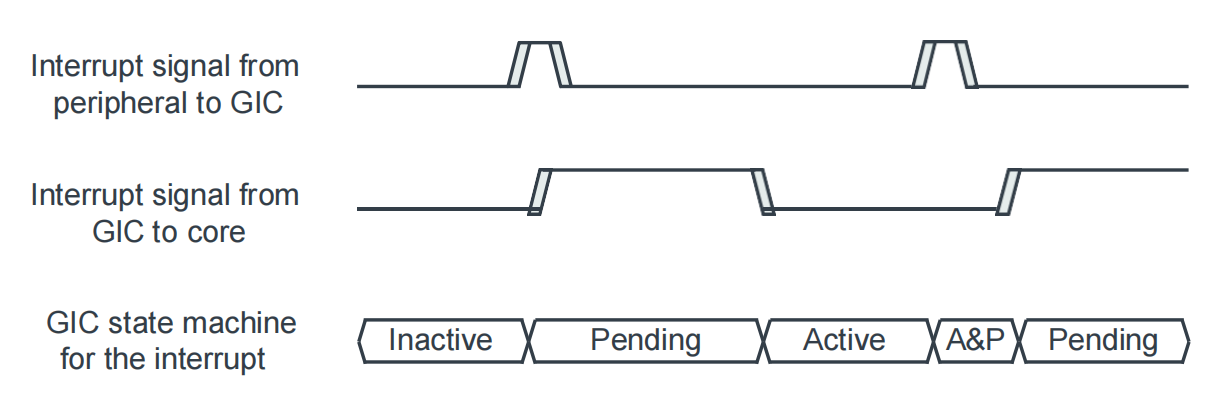 Interrupt signal from
peripheral to GIC
Interrupt signal from
GIC to core
GIC state machine
for the interrupt
Inactive Pending Active A&P Pending